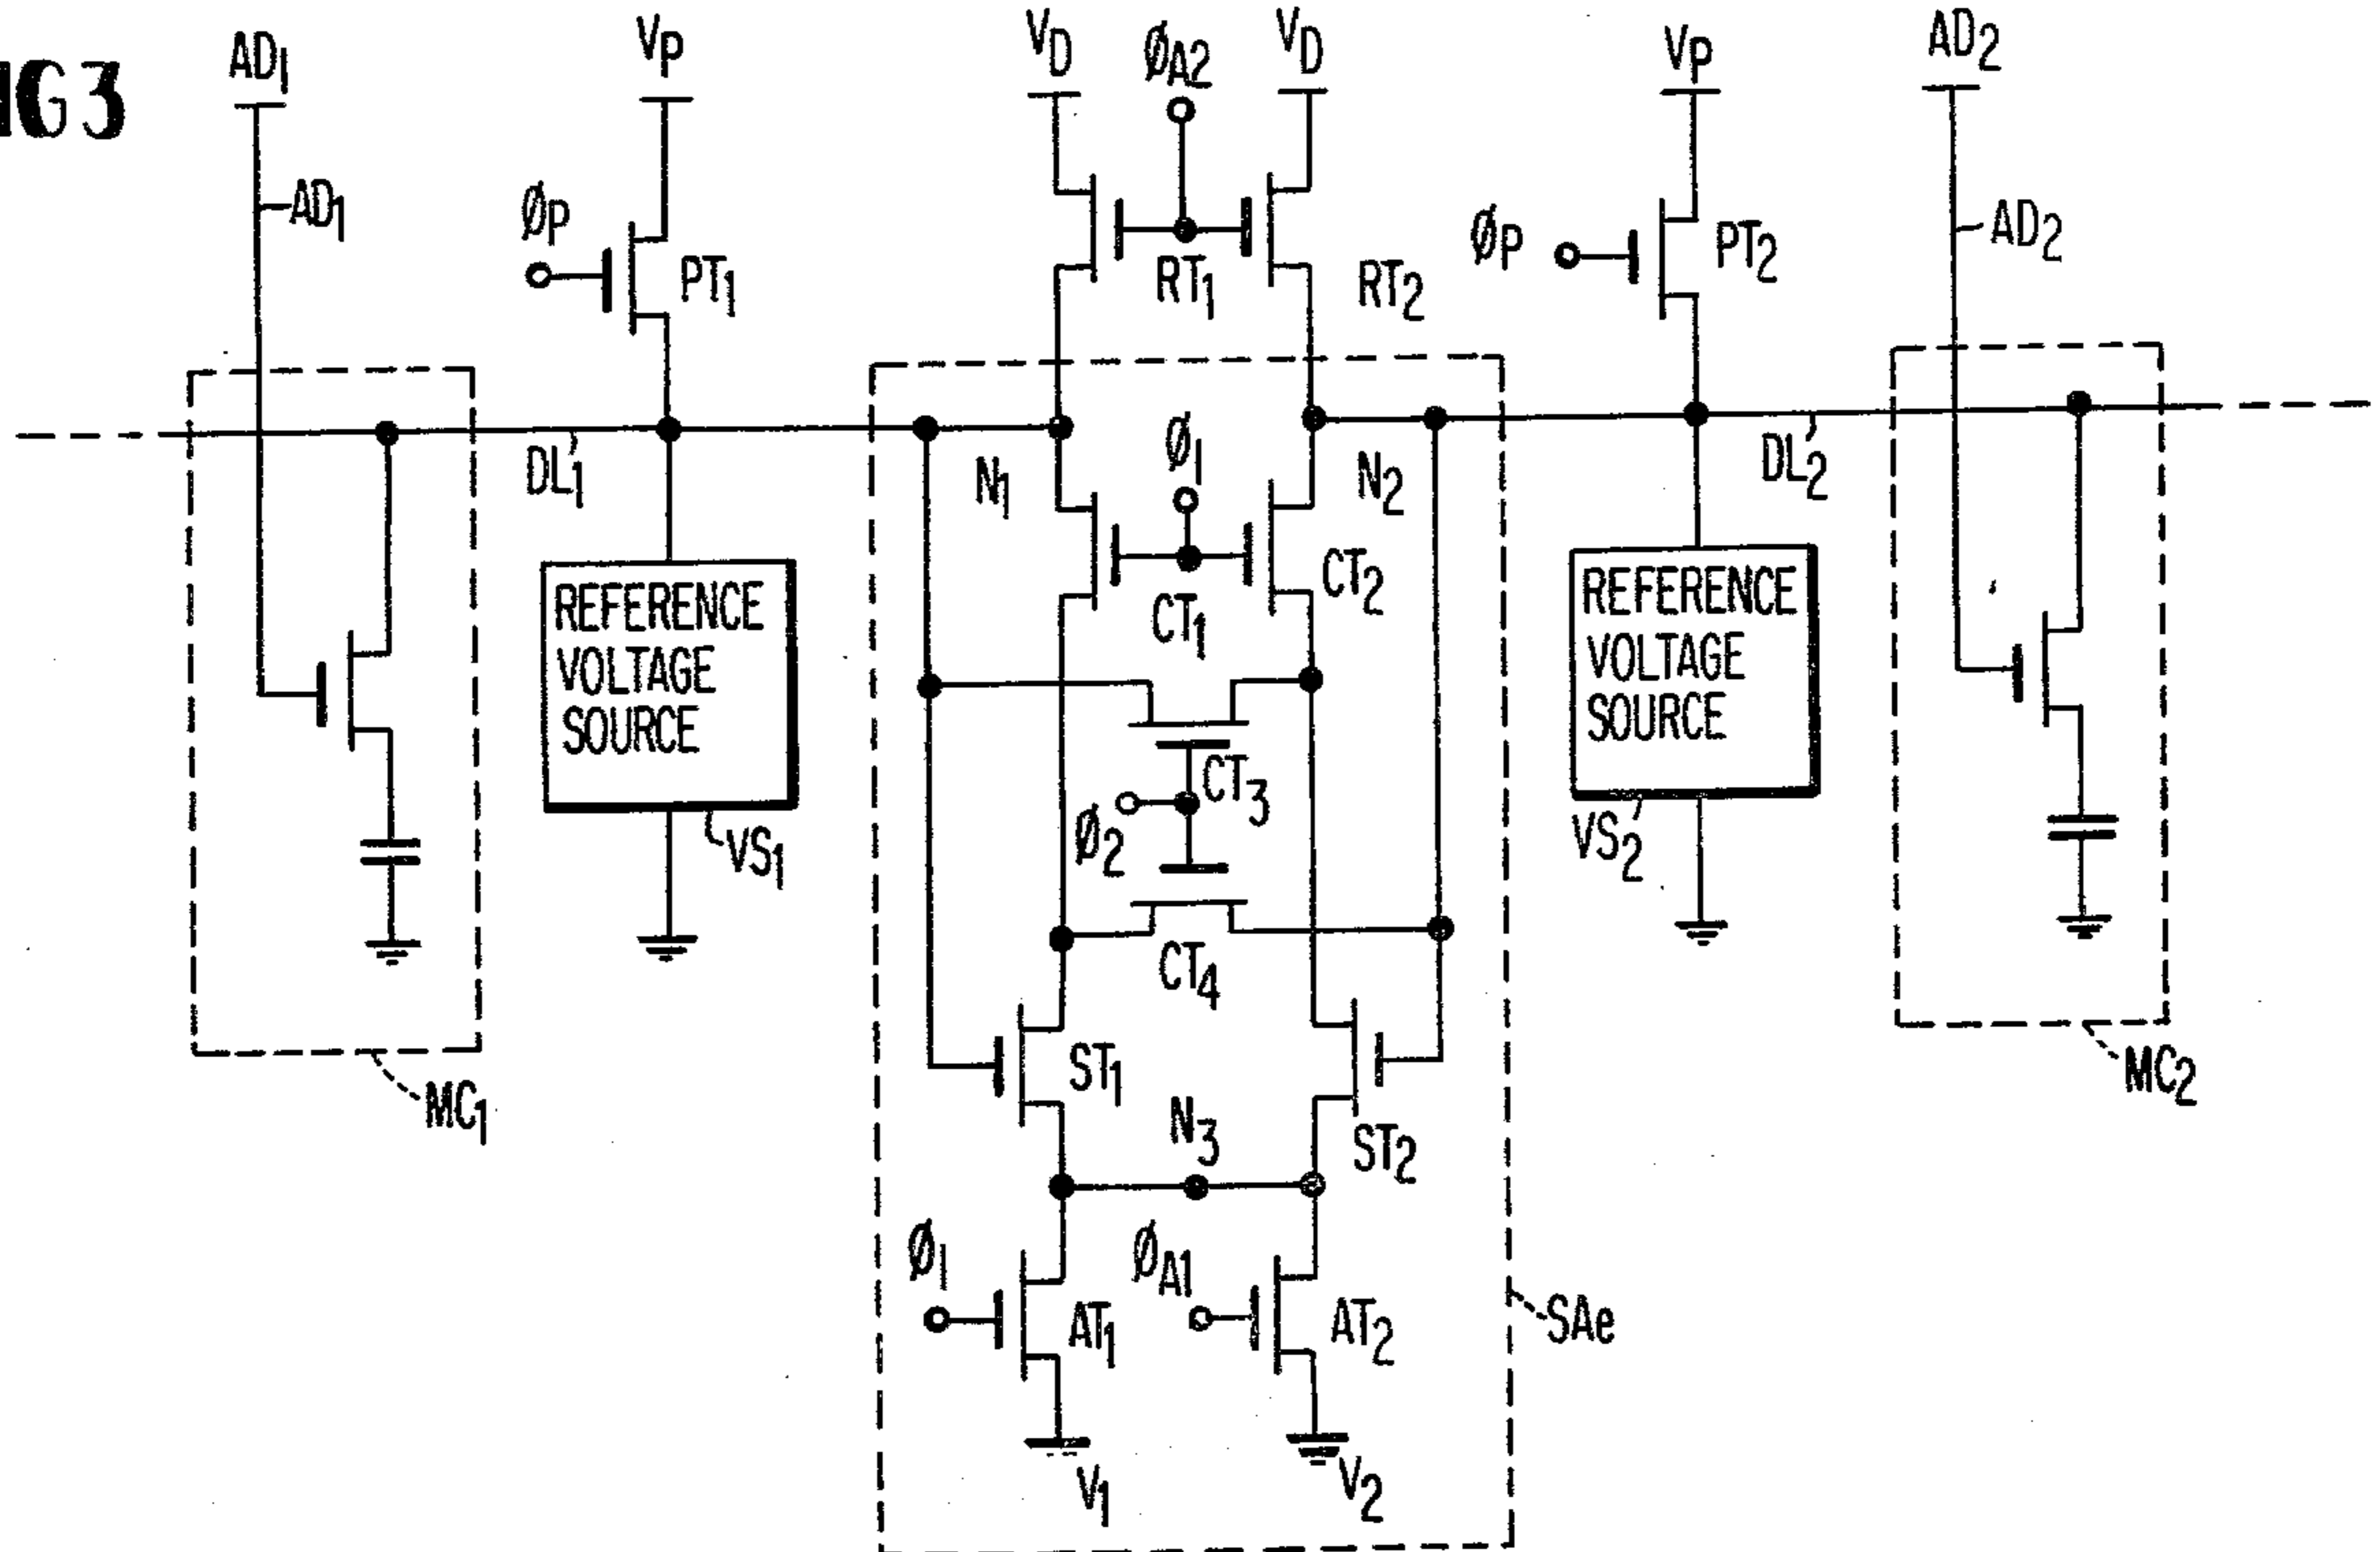 IG3
AD1
VP
VD
ØA2
VD
VP
AD2
AD1
ØP
PT1
RT1
RT2
ØP
PT2
AD2
DL1
N1
Ø1
N2
DL2
CT1
CT2
REFERENCE
VOLTAGE
SOURCE
REFERENCE
VOLTAGE
SOURCE
CT3
Ø2
VS1
VS2
CT4
ST1
MC1
N3
ST2
MC2
Ø1
ØA1
AT1
AT2
SAe
V1
V2